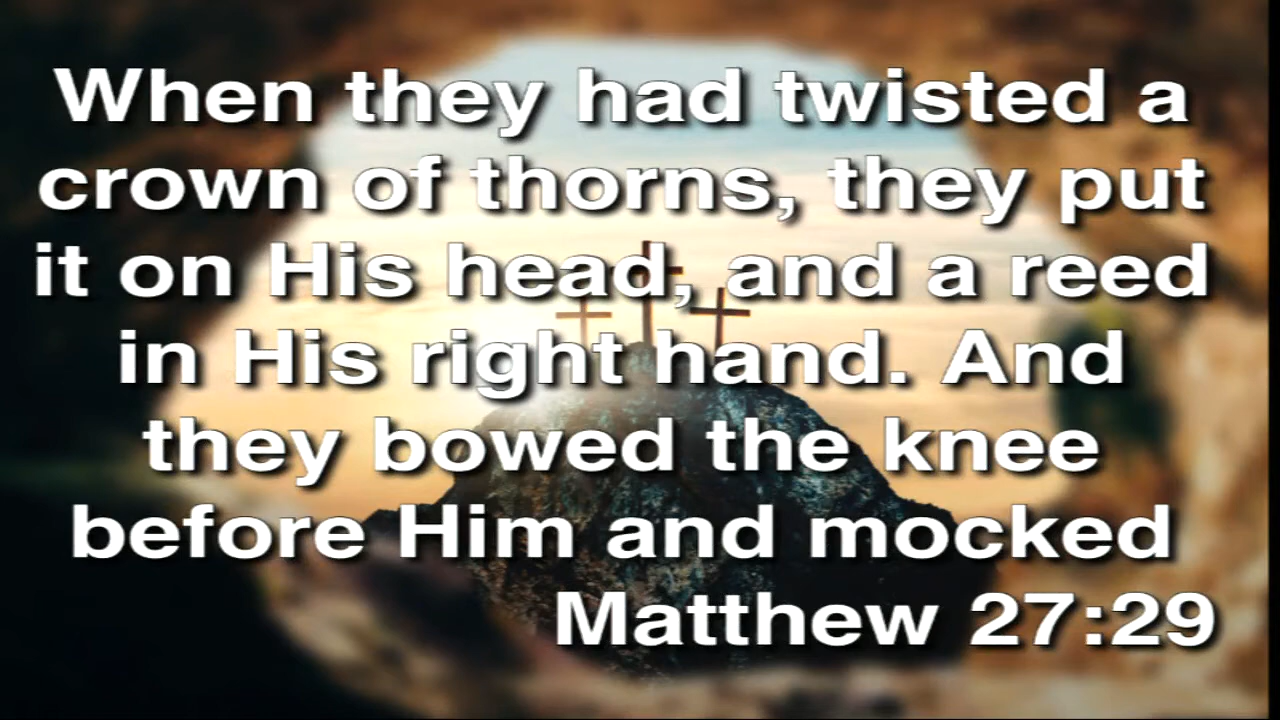 When they had twisted a
crown of thorns, they put
it on His head, and a reed
in His right hand. And
they bowed the knee
before Him and mocked
Matthew 27:29